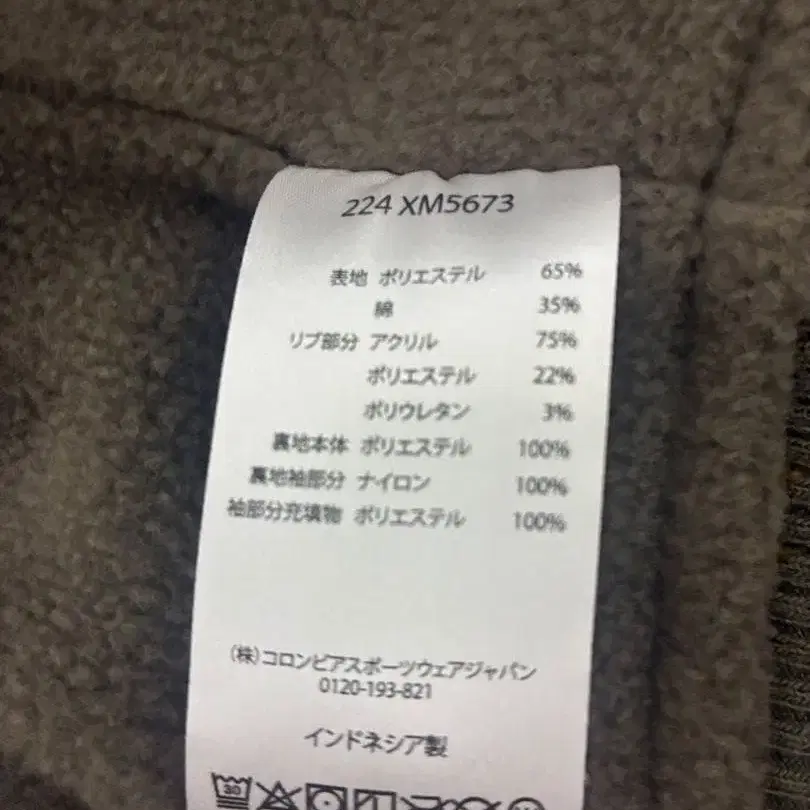 224 XM5673
表地 ポリエステル 65%
綿 35%
リブ部分 アクリル 75%
ポリエステル 22%
ポリウレタン 3%
裏地本体 ポリエステル 100%
裏地袖部分 ナイロン 100%
袖部分充填物 ポリエステル 100%
(株)コロンビアスポーツウェアジャパン
0120-193-821
インドネシア製
30